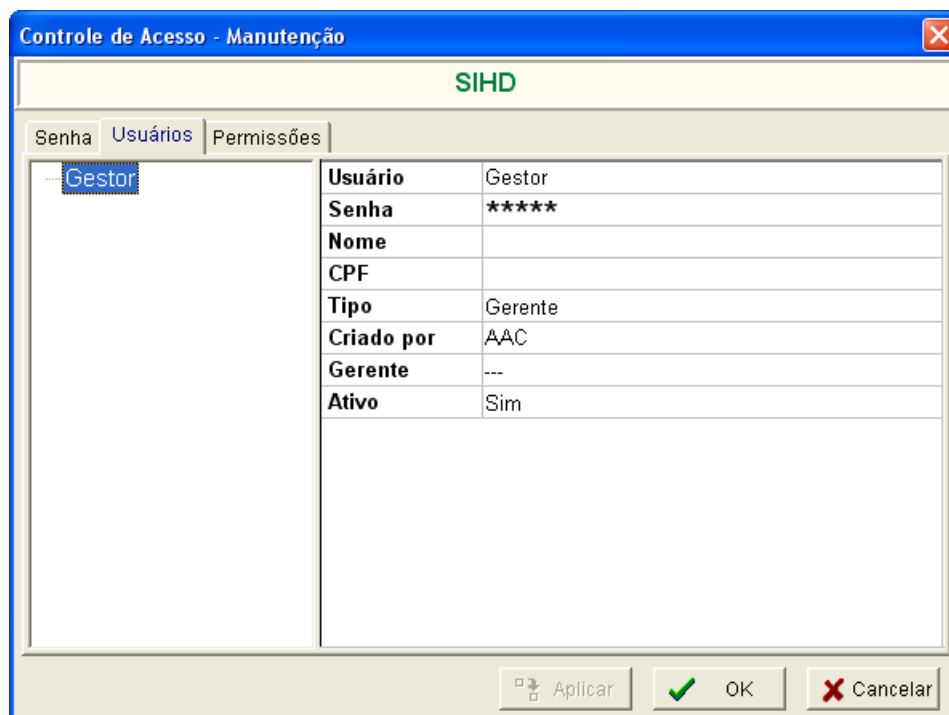 Controle de Acesso - Manutenção
SIHD
Senha Usuários Permissões
Gestor
Usuário Gestor
Senha *****
Nome
CPF
Tipo Gerente
Criado por AAC
Gerente ---
Ativo Sim
Aplicar OK Cancelar